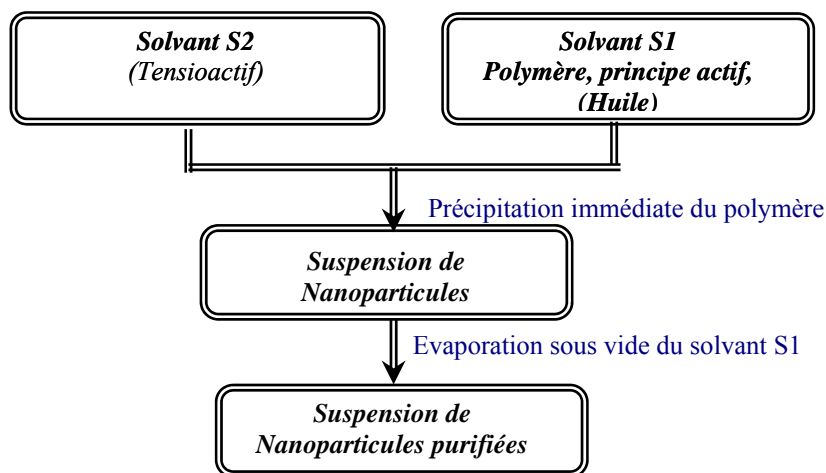 Solvant S2
(Tensioactif)
Solvant S1
Polymère, principe actif,
(Huile)
Précipitation immédiate du polymère
Suspension de
Nanoparticules
Evaporation sous vide du solvant S1
Suspension de
Nanoparticules purifiées